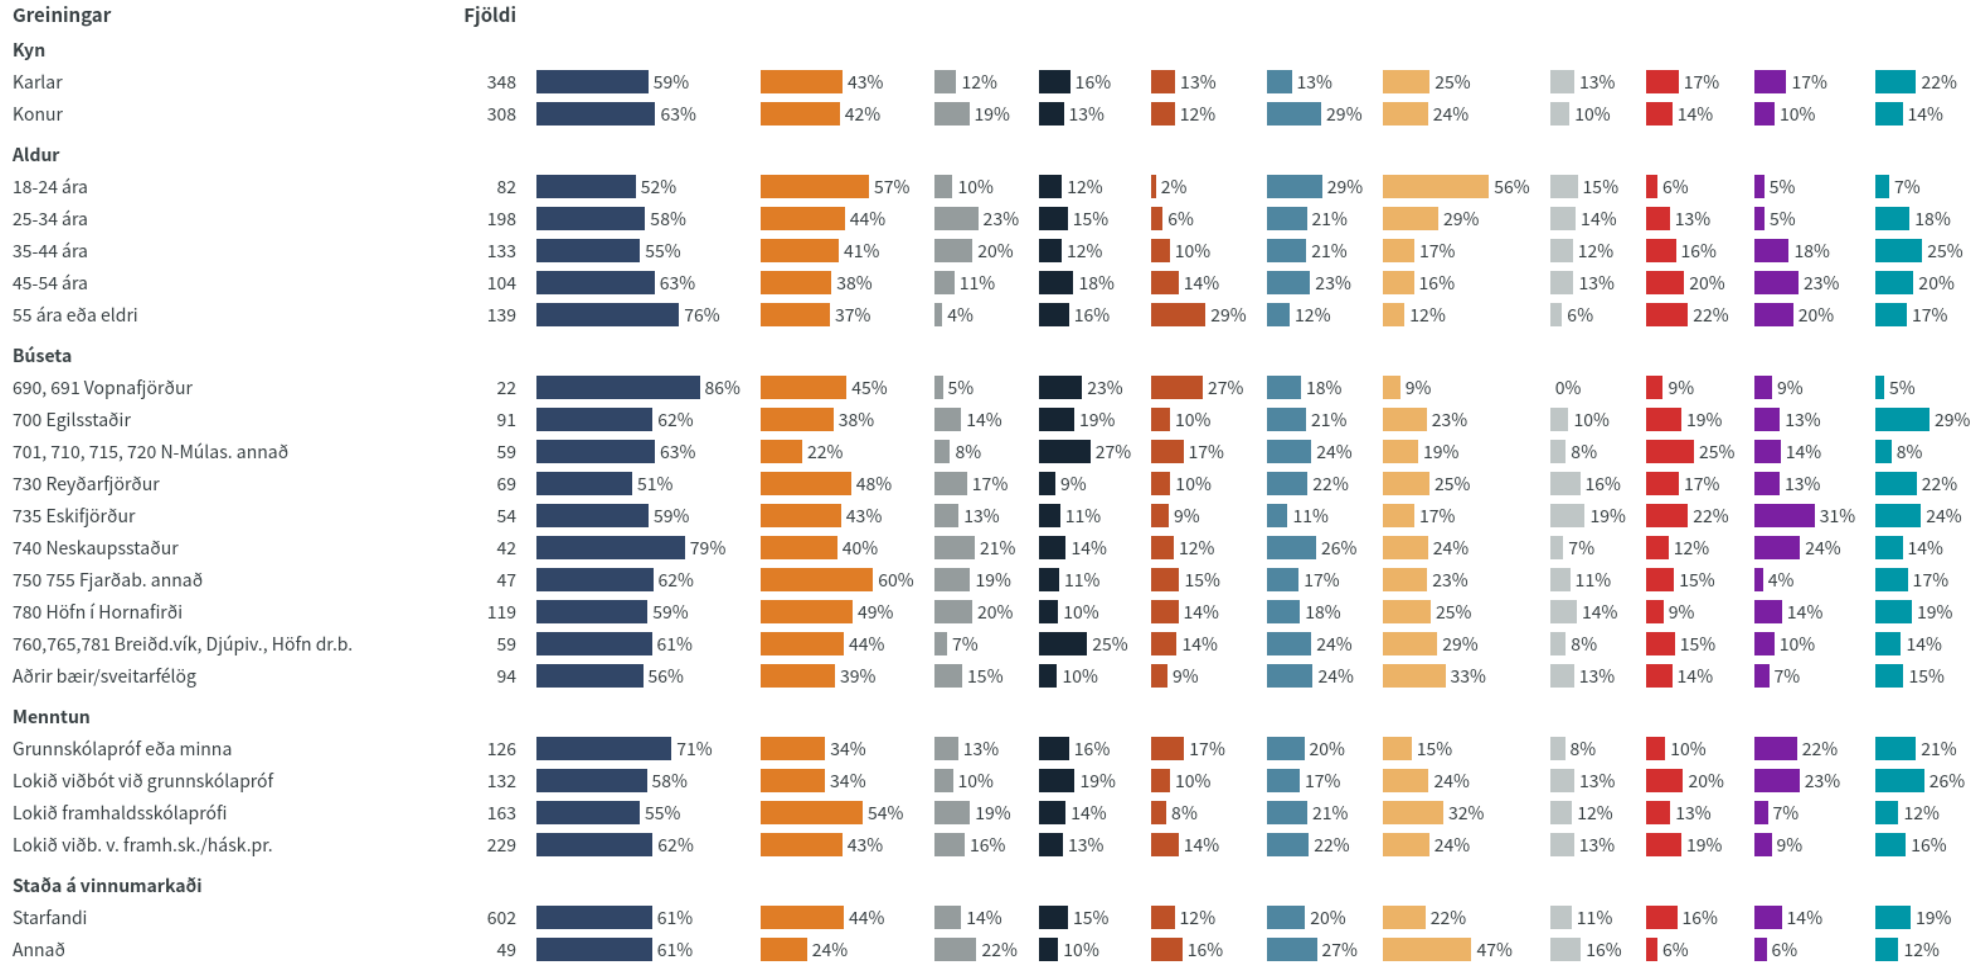 Greiningar Fjöldi
Kyn
Karlar 348 59% 43% 12% 16% 13% 13% 25% 13% 17% 17% 22%
Konur 308 63% 42% 19% 13% 12% 29% 24% 10% 14% 10% 14%
Aldur
18-24 ára 82 52% 57% 10% 12% 2% 29% 56% 15% 6% 5% 7%
25-34 ára 198 58% 44% 23% 15% 6% 21% 29% 14% 13% 5% 18%
35-44 ára 133 55% 41% 20% 12% 10% 21% 17% 12% 16% 18% 25%
45-54 ára 104 63% 38% 11% 18% 14% 23% 16% 13% 20% 23% 20%
55 ára eða eldri 139 76% 37% 4% 16% 29% 12% 12% 6% 22% 20% 17%
Búseta
690, 691 Vopnafjörður 22 86% 45% 5% 23% 27% 18% 9% 0% 9% 9% 5%
700 Egilsstaðir 91 62% 38% 14% 19% 10% 21% 23% 10% 19% 13% 29%
701, 710, 715, 720 N-Múlas. annað 59 63% 22% 8% 27% 17% 24% 19% 8% 25% 14% 8%
730 Reyðarfjörður 69 51% 48% 17% 9% 10% 22% 25% 16% 17% 13% 22%
735 Eskifjörður 54 59% 43% 13% 11% 9% 11% 17% 19% 22% 31% 24%
740 Neskaupsstaður 42 79% 40% 21% 14% 12% 26% 24% 7% 12% 24% 14%
750 755 Fjarðab. annað 47 62% 60% 19% 11% 15% 17% 23% 11% 15% 4% 17%
780 Höfn í Hornafirði 119 59% 49% 20% 10% 14% 18% 25% 14% 9% 14% 19%
760,765,781 Breiðd.vík, Djúpiv., Höfn dr.b. 59 61% 44% 7% 25% 14% 24% 29% 8% 15% 10% 14%
Aðrir bæir/sveitarfélög 94 56% 39% 15% 10% 9% 24% 33% 13% 14% 7% 15%
Menntun
Grunnskólapróf eða minna 126 71% 34% 13% 16% 17% 20% 15% 8% 10% 22% 21%
Lokið viðbót við grunnskólapróf 132 58% 34% 10% 19% 10% 17% 24% 13% 20% 23% 26%
Lokið framhaldsskólaprófi 163 55% 54% 19% 14% 8% 21% 32% 12% 13% 7% 12%
Lokið viðb. v. framh.sk./hásk.pr. 229 62% 43% 16% 13% 14% 22% 24% 13% 19% 9% 16%
Staða á vinnumarkaði
Starfandi 602 61% 44% 14% 15% 12% 20% 22% 11% 16% 14% 19%
Annað 49 61% 24% 22% 10% 16% 27% 47% 16% 6% 6% 12%